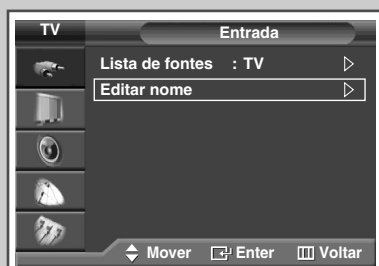 TV Entrada
Lista de fontes : TV
Editar nome
Mover Enter Voltar